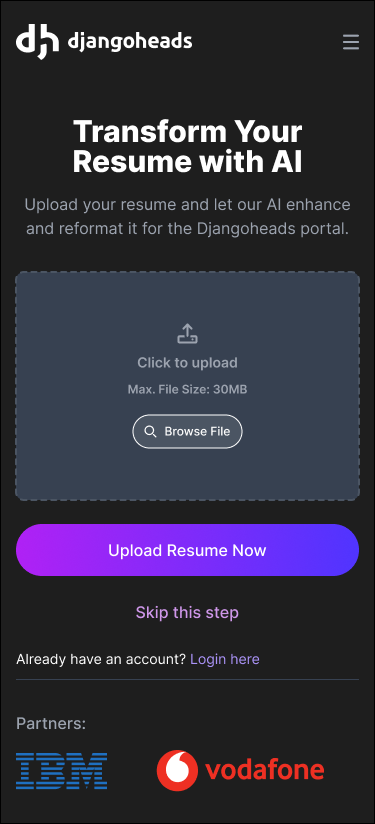 dh djangoheads
Transform Your
Resume with AI
Upload your resume and let our AI enhance
and reformat it for the Djangoheads portal.
Click to upload
Max. File Size: 30MB
Browse File
Upload Resume Now
Skip this step
Already have an account? Login here
Partners:
IBM vodafone